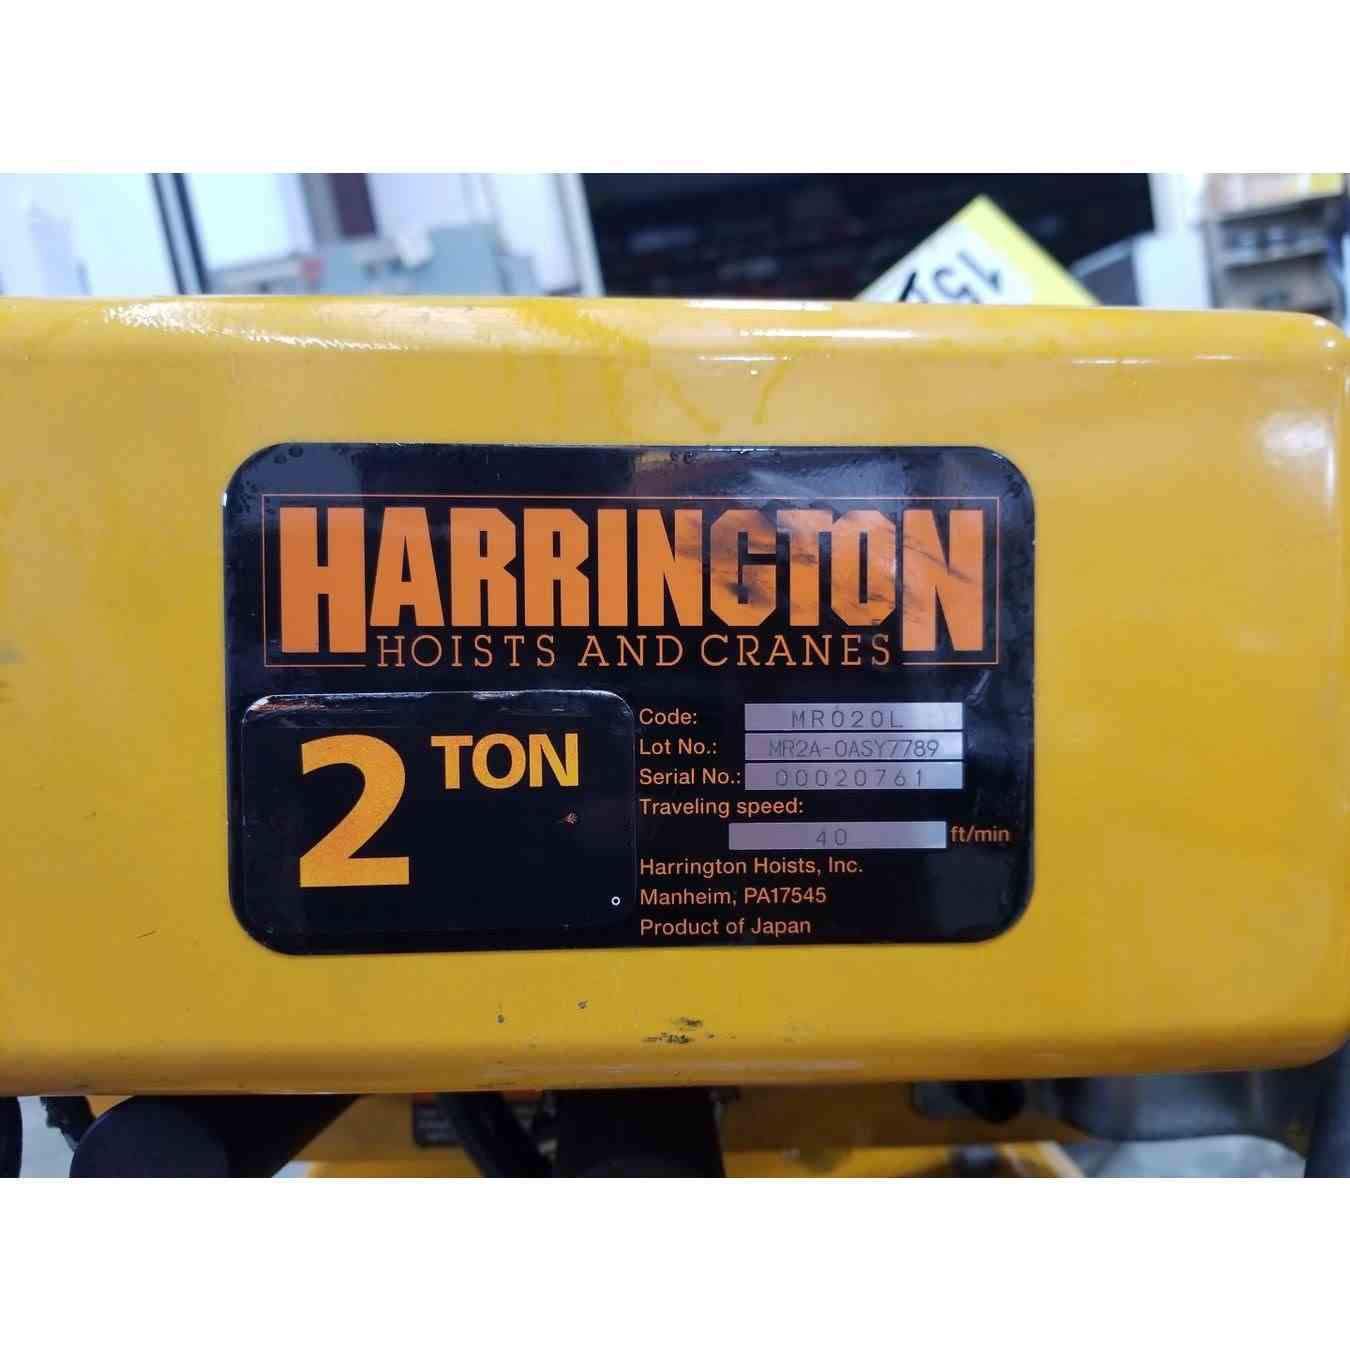 HARRINGTON
HOISTS AND CRANES
2 TON
Code: MR020L
Lot No.: MR2A-0ASY7789
Serial No.: 00020761
Traveling speed:
40 ft/min
Harrington Hoists, Inc.
Manheim, PA17545
Product of Japan